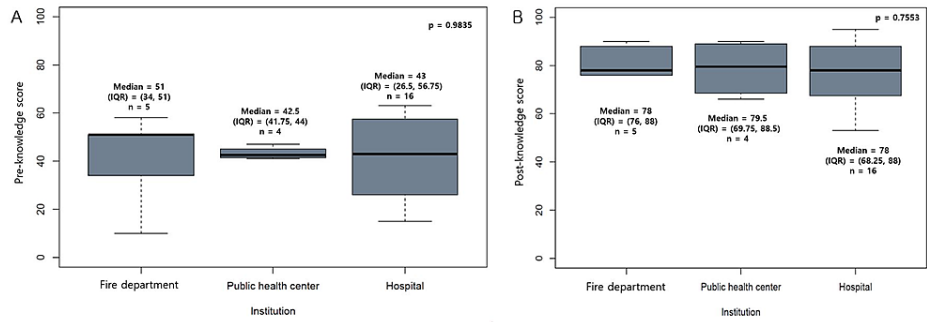 A
Pre-knowledge score
100
80
60
40
20
0
p = 0.9835
Median = 51
(IQR) = (34, 51)
n = 5
Median = 42.5
(IQR) = (41.75, 44)
n = 4
Median = 43
(IQR) = (26.5, 56.75)
n = 16
Fire department
Public health center
Hospital
Institution
B
Post-knowledge score
100
80
60
40
20
0
p = 0.7553
Median = 78
(IQR) = (76, 88)
n = 5
Median = 79.5
(IQR) = (69.75, 88.5)
n = 4
Median = 78
(IQR) = (68.25, 88)
n = 16
Fire department
Public health center
Hospital
Institution